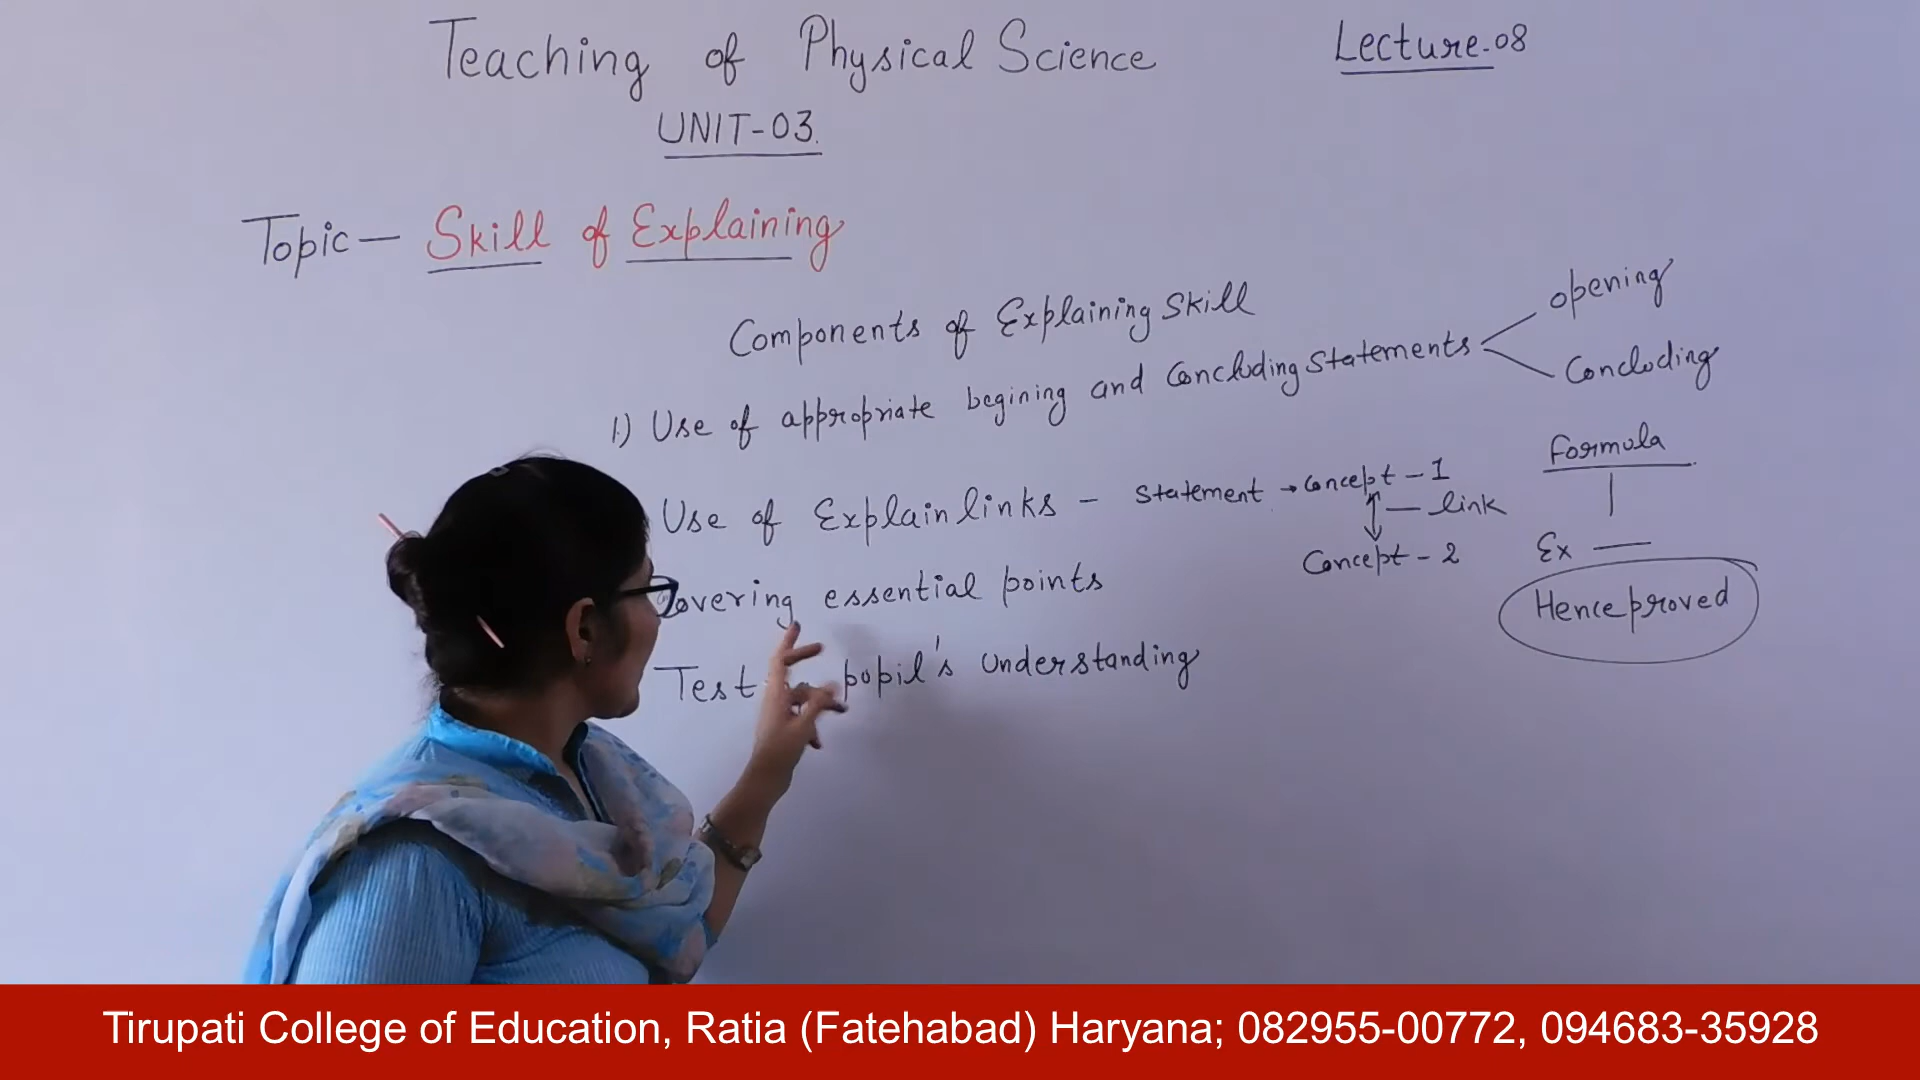 Teaching of Physical Science
Lecture-08
UNIT-03.
Topic - Skill of Explaining
Components of Explaining Skill
1.) Use of appropriate begining and Concluding Statements
opening
Concluding
Use of Explain links - Statement → Concept - 1
— link
Concept - 2
Formula
Ex —
Hence proved
Covering essential points
Test pupil's understanding
Tirupati College of Education, Ratia (Fatehabad) Haryana; 082955-00772, 094683-35928